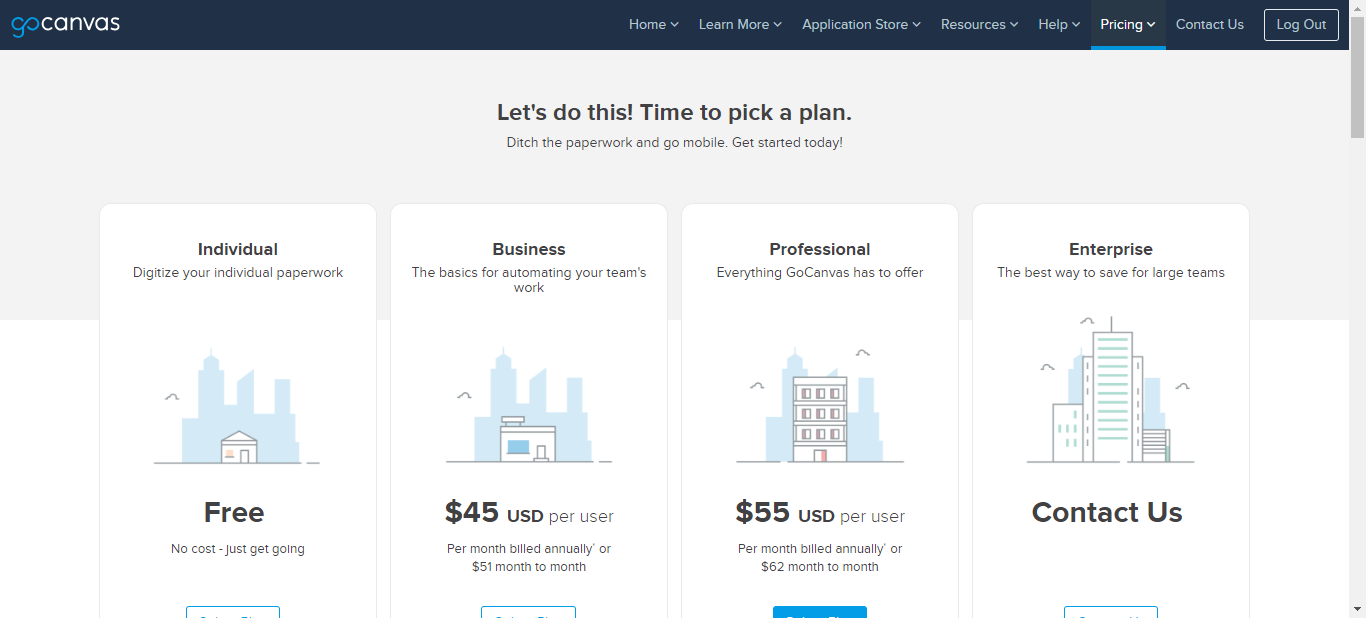 gocanvas
Home
Learn More
Application Store
Resources
Help
Pricing
Contact Us
Log Out
Let's do this! Time to pick a plan.
Ditch the paperwork and go mobile. Get started today!
Individual
Digitize your individual paperwork
Free
No cost - just get going
Business
The basics for automating your team's
work
$45 USD per user
Per month billed annually* or
$51 month to month
Professional
Everything GoCanvas has to offer
$55 USD per user
Per month billed annually* or
$62 month to month
Enterprise
The best way to save for large teams
Contact Us